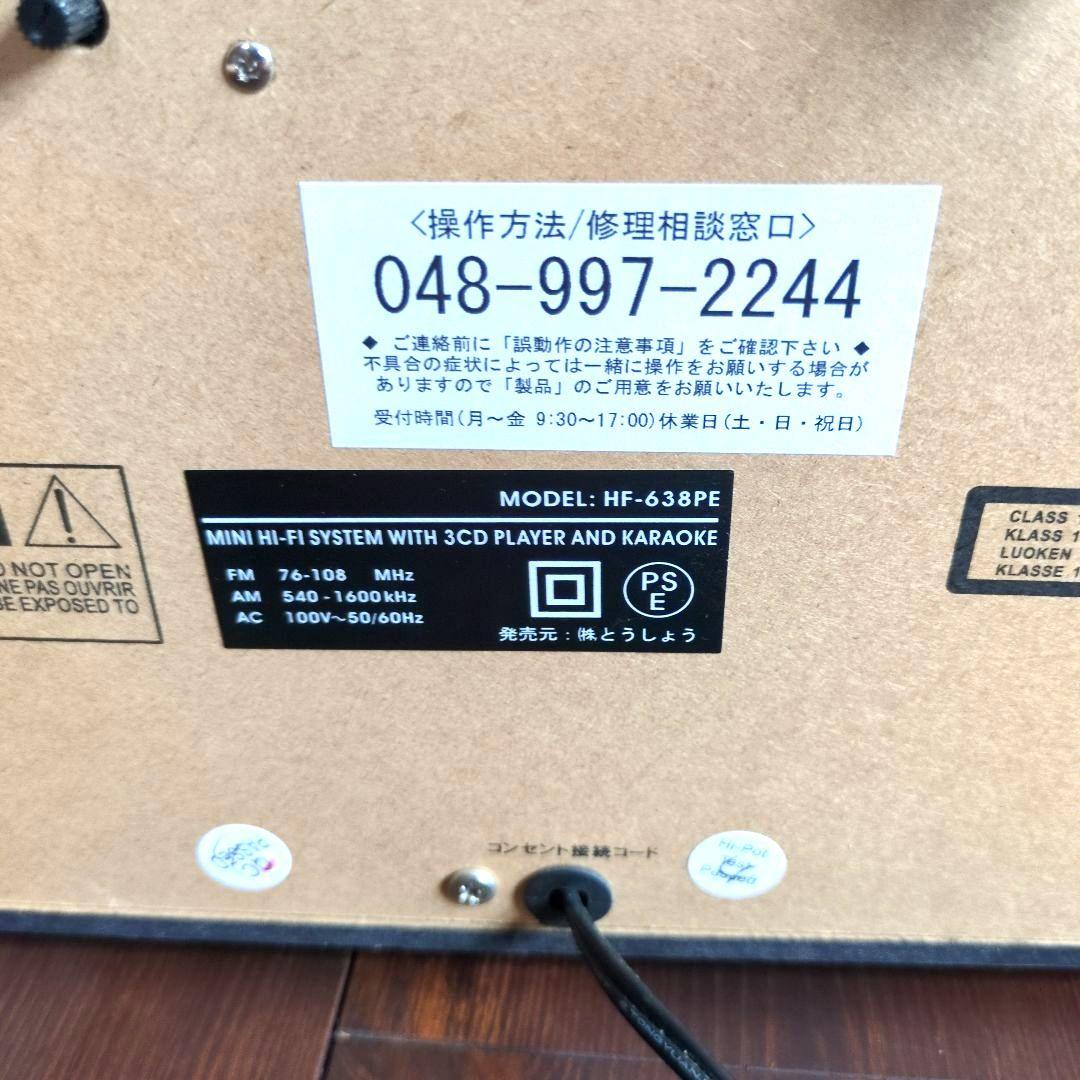 〈操作方法/修理相談窓口〉
048-997-2244
◆ ご連絡前に「誤動作の注意事項」をご確認下さい ◆
不具合の症状によっては一緒に操作をお願いする場合が
ありますので「製品」のご用意をお願いいたします。
受付時間(月～金 9:30～17:00)休業日(土・日・祝日)
MODEL: HF-638PE
MINI HI-FI SYSTEM WITH 3CD PLAYER AND KARAOKE
FM 76-108 MHz
AM 540-1600kHz
AC 100V~50/60Hz
PS
E
発売元：㈱とうしょう
NOT OPEN
NE PAS OUVRIR
BE EXPOSED TO
CLASS
KLASS 1
LUOKEN
KLASSE 1
コンセント接続コード
Hi-Pot
Test
Passed